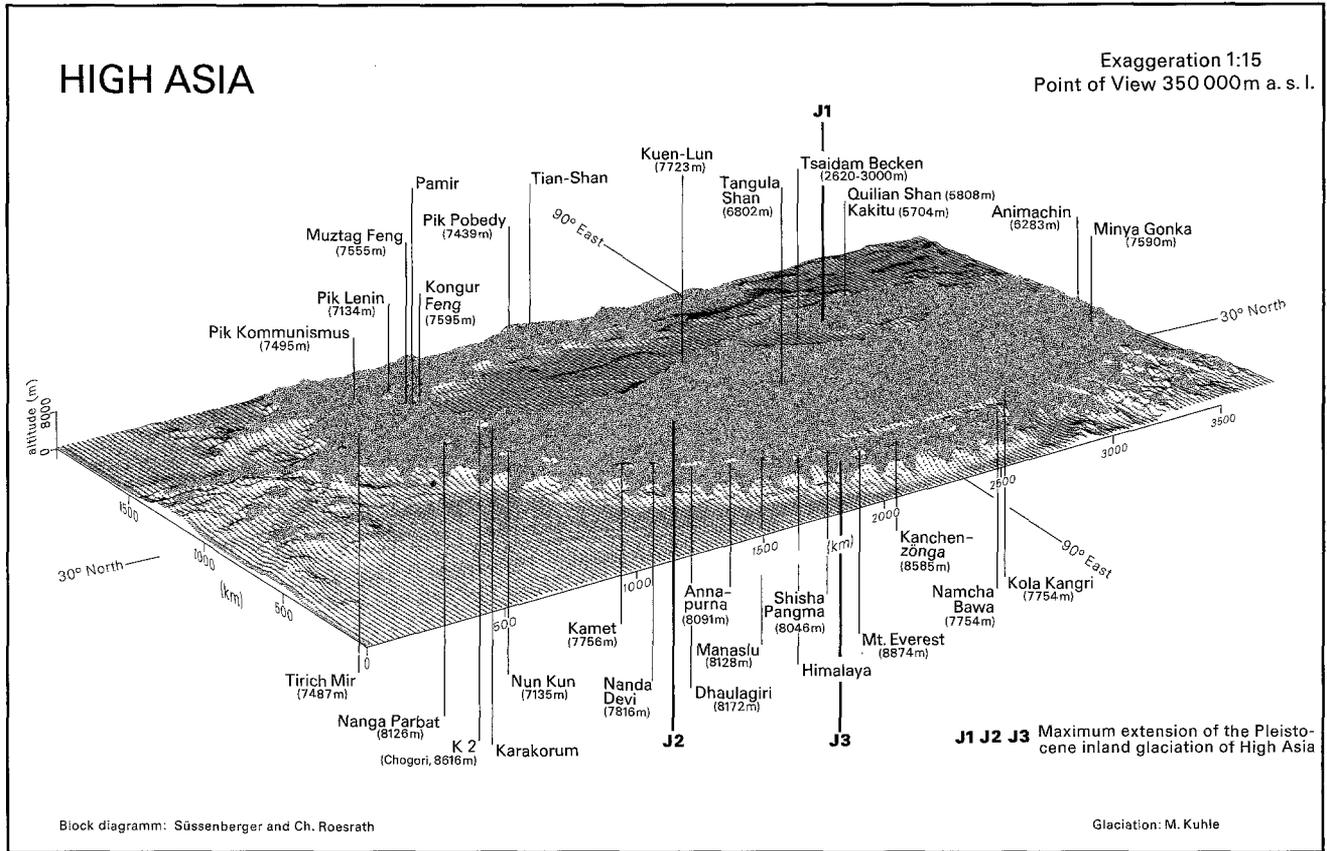 HIGH ASIA
Exaggeration 1:15
Point of View 350 000m a. s. l.
J1
Kuen-Lun
(7723m)
Tsaidam Becken
(2620-3000m)
Pamir
Tian-Shan
Tangula
Shan
(6802m)
Quilian Shan (5808m)
Kakitu (5704m)
Pik Pobedy
(7439m)
90° East
Animachin
(6283m)
Minya Gonka
(7590m)
Muztag Feng
(7555m)
Kongur
Feng
(7595m)
Pik Lenin
(7134m)
Pik Kommunismus
(7495m)
30° North
altitude (m)
8000
0
1500
1000
(km)
500
0
30° North
500
1000
1500
(km)
2000
2500
3000
3500
90° East
Kanchen-
zönga
(8585m)
Namcha
Bawa
(7754m)
Kola Kangri
(7754m)
Anna-
purna
(8091m)
Shisha
Pangma
(8046m)
Kamet
(7756m)
Manaslu
(8128m)
Mt. Everest
(8874m)
Himalaya
Tirich Mir
(7487m)
Nun Kun
(7135m)
Nanda
Devi
(7816m)
Dhaulagiri
(8172m)
Nanga Parbat
(8126m)
K 2
(Chogori, 8616m)
Karakorum
J2
J3
J1 J2 J3 Maximum extension of the Pleisto-
cene inland glaciation of High Asia
Block diagramm: Süssenberger and Ch. Roesrath
Glaciation: M. Kuhle